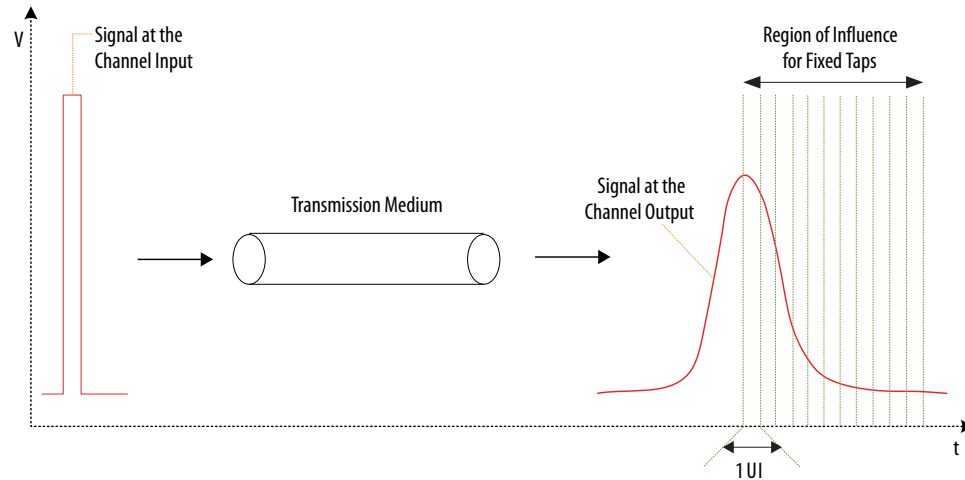 V
Signal at the
Channel Input
Region of Influence
for Fixed Taps
Transmission Medium
Signal at the
Channel Output
t
1 UI